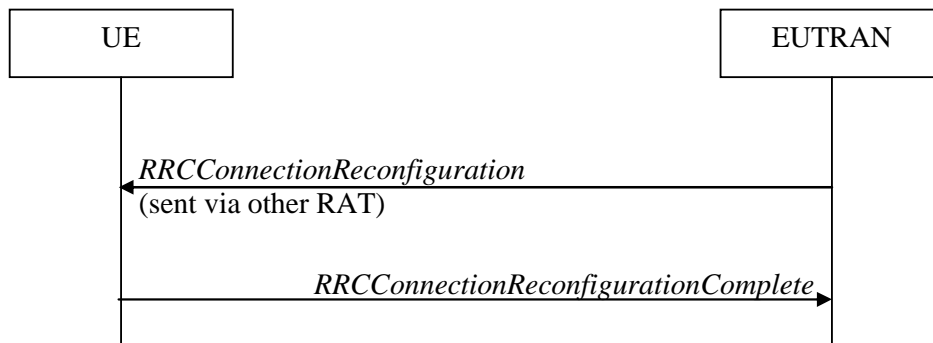 UE
EUTRAN
RRCConnectionReconfiguration
(sent via other RAT)
RRCConnectionReconfigurationComplete